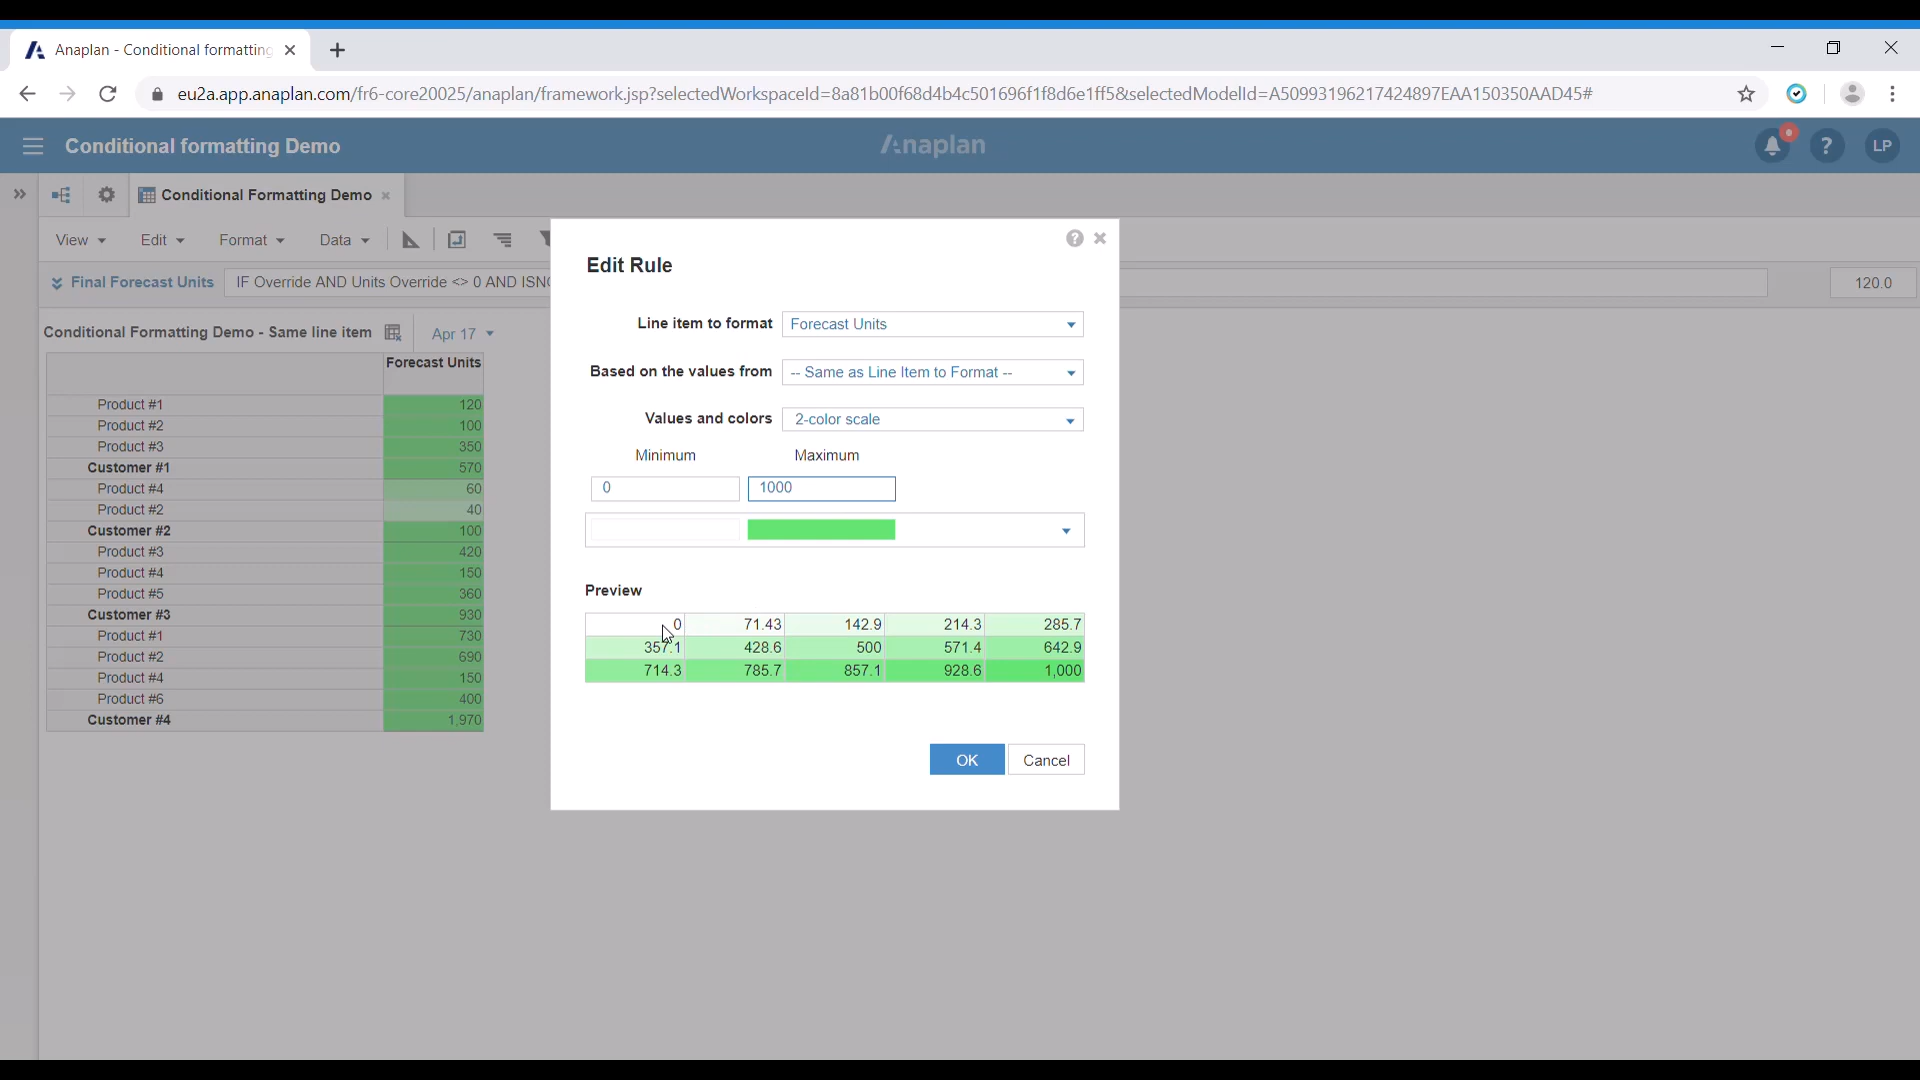 Anaplan - Conditional formatting
eu2a.app.anaplan.com/fr6-core20025/anaplan/framework.jsp?selectedWorkspaceId=8a81b00f68d4b4c501696f1f8d6e1ff5&selectedModelId=A50993196217424897EAA150350AAD45#
Conditional formatting Demo
Anaplan
?
LP
Conditional Formatting Demo
View Edit Format Data
Final Forecast Units
IF Override AND Units Override <> 0 AND ISN
120.0
Conditional Formatting Demo - Same line item
Apr 17
Forecast Units
Product #1 120
Product #2 100
Product #3 350
Customer #1 570
Product #4 60
Product #2 40
Customer #2 100
Product #3 420
Product #4 150
Product #5 360
Customer #3 930
Product #1 730
Product #2 690
Product #4 150
Product #6 400
Customer #4 1,970
?
Edit Rule
Line item to format Forecast Units
Based on the values from -- Same as Line Item to Format --
Values and colors 2-color scale
Minimum Maximum
0 1000
Preview
0 71.43 142.9 214.3 285.7
357.1 428.6 500 571.4 642.9
714.3 785.7 857.1 928.6 1,000
OK Cancel